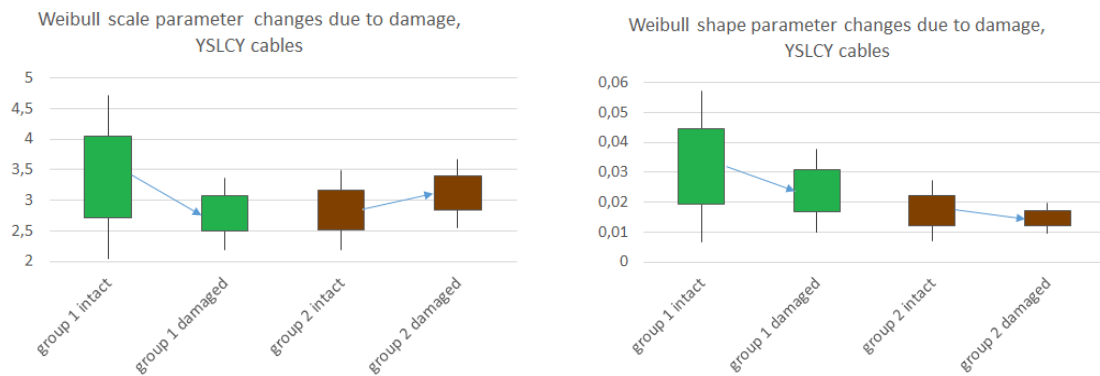 Weibull scale parameter changes due to damage,
YSLCY cables
5
4,5
4
3,5
3
2,5
2
group 1 intact
group 1 damaged
group 2 intact
group 2 damaged
Weibull shape parameter changes due to damage,
YSLCY cables
0,06
0,05
0,04
0,03
0,02
0,01
0
group 1 intact
group 1 damaged
group 2 intact
group 2 damaged